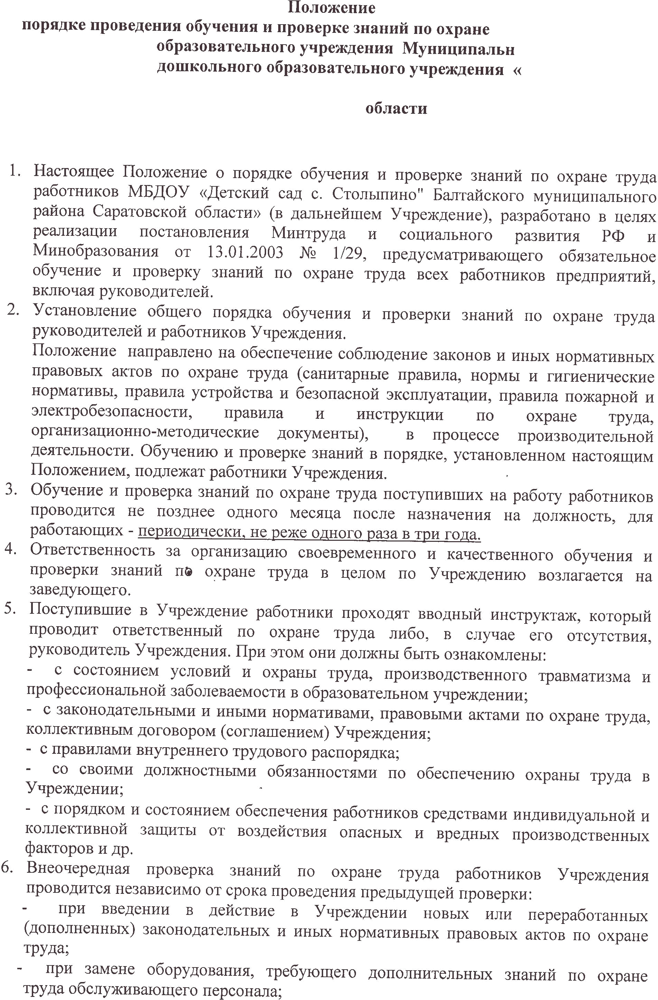 Положение
порядке проведения обучения и проверке знаний по охране
образовательного учреждения Муниципальн
дошкольного образовательного учреждения «
области
1. Настоящее Положение о порядке обучения и проверке знаний по охране труда
работников МБДОУ «Детский сад с. Столыпино" Балтайского муниципального
района Саратовской области» (в дальнейшем Учреждение), разработано в целях
реализации постановления Минтруда и социального развития РФ и
Минобразования от 13.01.2003 № 1/29, предусматривающего обязательное
обучение и проверку знаний по охране труда всех работников предприятий,
включая руководителей.
2. Установление общего порядка обучения и проверки знаний по охране труда
руководителей и работников Учреждения.
Положение направлено на обеспечение соблюдение законов и иных нормативных
правовых актов по охране труда (санитарные правила, нормы и гигиенические
нормативы, правила устройства и безопасной эксплуатации, правила пожарной и
электробезопасности, правила и инструкции по охране труда,
организационно-методические документы), в процессе производительной
деятельности. Обучению и проверке знаний в порядке, установленном настоящим
Положением, подлежат работники Учреждения.
3. Обучение и проверка знаний по охране труда поступивших на работу работников
проводится не позднее одного месяца после назначения на должность, для
работающих - периодически, не реже одного раза в три года.
4. Ответственность за организацию своевременного и качественного обучения и
проверки знаний по охране труда в целом по Учреждению возлагается на
заведующего.
5. Поступившие в Учреждение работники проходят вводный инструктаж, который
проводит ответственный по охране труда либо, в случае его отсутствия,
руководитель Учреждения. При этом они должны быть ознакомлены:
- с состоянием условий и охраны труда, производственного травматизма и
профессиональной заболеваемости в образовательном учреждении;
- с законодательными и иными нормативами, правовыми актами по охране труда,
коллективным договором (соглашением) Учреждения;
- с правилами внутреннего трудового распорядка;
- со своими должностными обязанностями по обеспечению охраны труда в
Учреждении;
- с порядком и состоянием обеспечения работников средствами индивидуальной и
коллективной защиты от воздействия опасных и вредных производственных
факторов и др.
6. Внеочередная проверка знаний по охране труда работников Учреждения
проводится независимо от срока проведения предыдущей проверки:
- при введении в действие в Учреждении новых или переработанных
(дополненных) законодательных и иных нормативных правовых актов по охране
труда;
- при замене оборудования, требующего дополнительных знаний по охране
труда обслуживающего персонала;